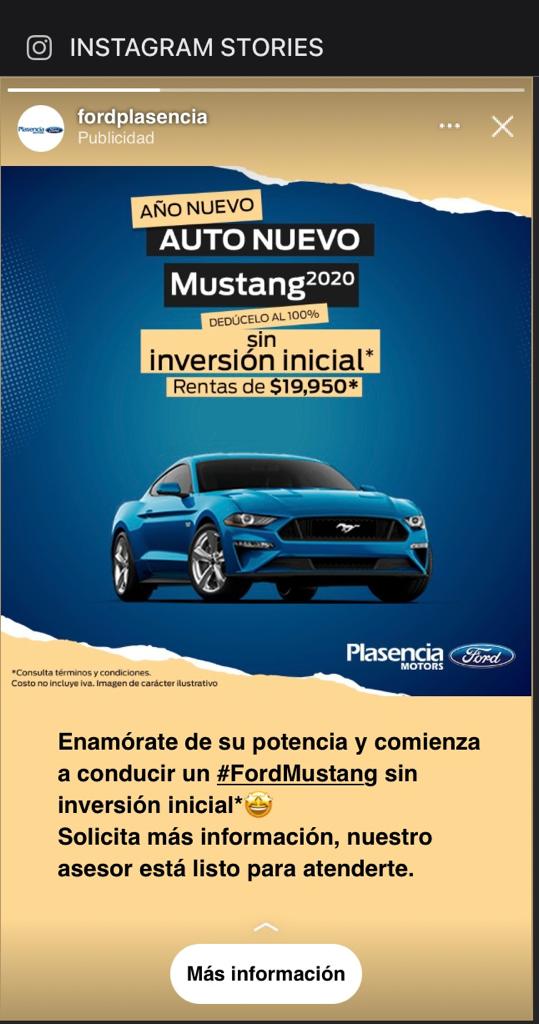 INSTAGRAM STORIES
fordplasencia
Publicidad
AÑO NUEVO
AUTO NUEVO
Mustang2020
DEDÚCELO AL 100%
sin
inversión inicial*
Rentas de $19,950*
Plasencia
MOTORS
Ford
*Consulta términos y condiciones.
Costo no incluye iva. Imagen de carácter ilustrativo
Enamórate de su potencia y comienza
a conducir un #FordMustang sin
inversión inicial*🤩
Solicita más información, nuestro
asesor está listo para atenderte.
Más información